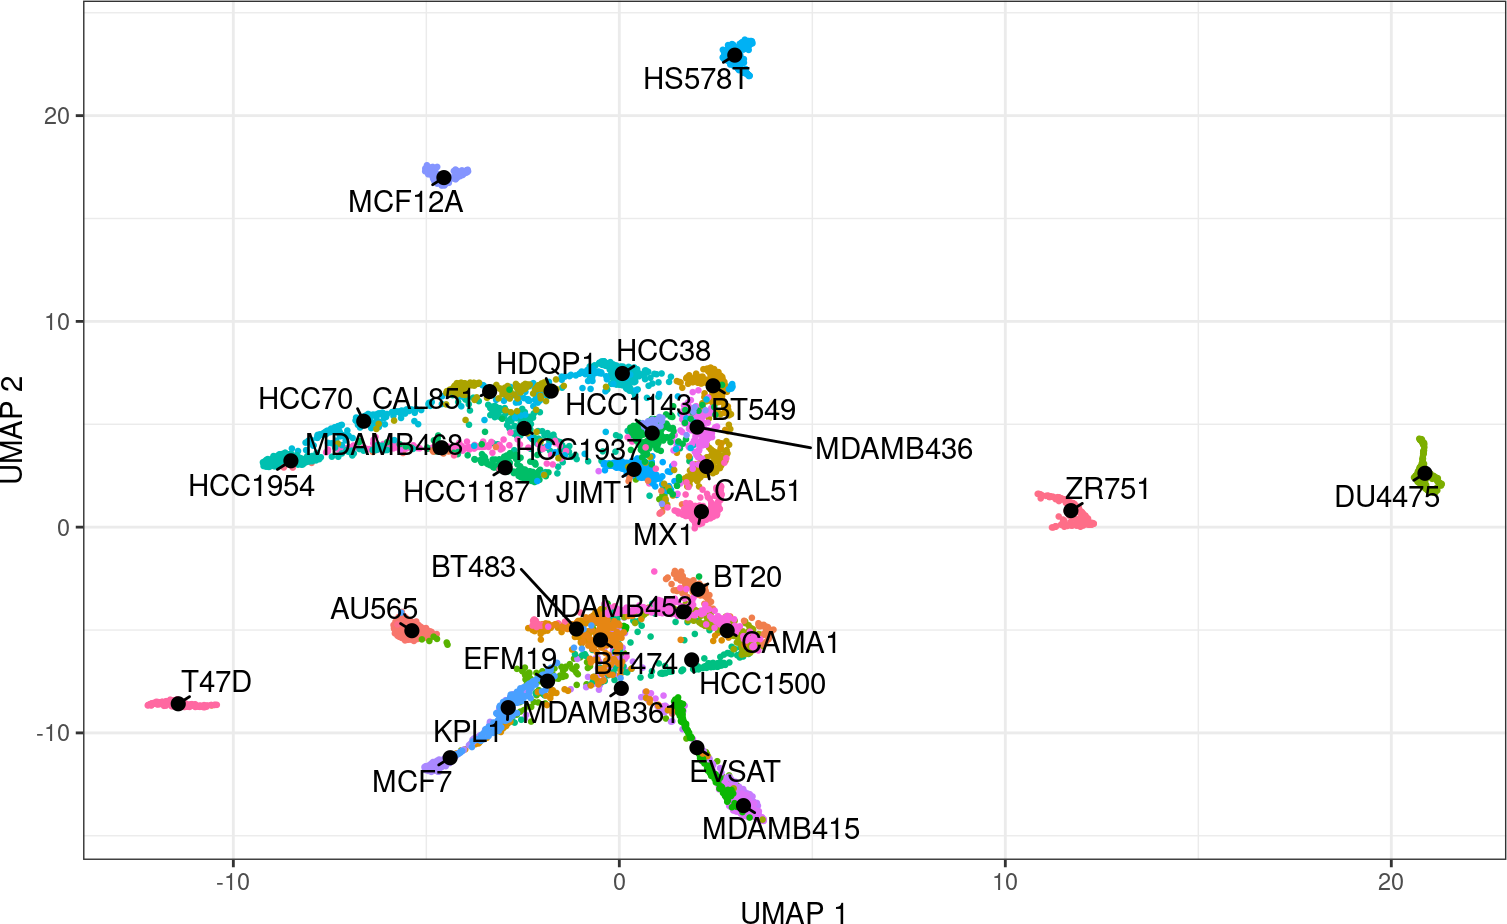 HS578T
20
MCF12A
10
HDQP1
HCC38
HCC70
CAL851
HCC1143
BT549
MDAMB468
HCC1937
MDAMB436
HCC1954
HCC1187
JIMT1
CAL51
ZR751
DU4475
UMAP 2
0
MX1
BT483
BT20
AU565
MDAMB453
CAMA1
EFM19
BT474
T47D
HCC1500
MDAMB361
-10
KPL1
MCF7
EVSAT
MDAMB415
-10
0
10
20
UMAP 1